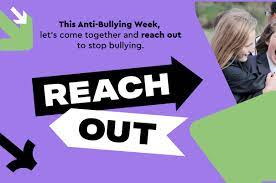 This Anti-Bullying Week,
let's come together and reach out
to stop bullying.
REACH
OUT